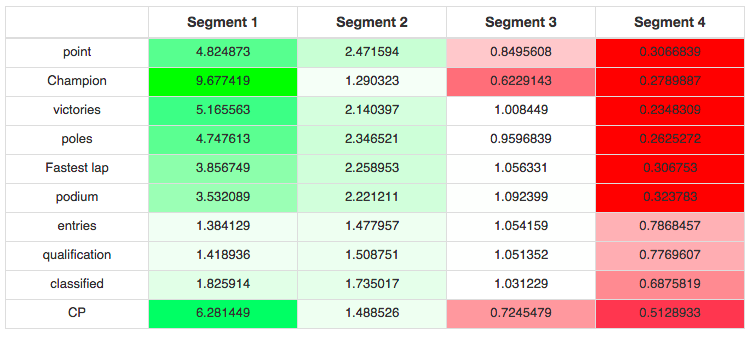 Segment 1 Segment 2 Segment 3 Segment 4
point 4.824873 2.471594 0.8495608 0.3066839
Champion 9.677419 1.290323 0.6229143 0.2789887
victories 5.165563 2.140397 1.008449 0.2348309
poles 4.747613 2.346521 0.9596839 0.2625272
Fastest lap 3.856749 2.258953 1.056331 0.306753
podium 3.532089 2.221211 1.092399 0.323783
entries 1.384129 1.477957 1.054159 0.7868457
qualification 1.418936 1.508751 1.051352 0.7769607
classified 1.825914 1.735017 1.031229 0.6875819
CP 6.281449 1.488526 0.7245479 0.5128933